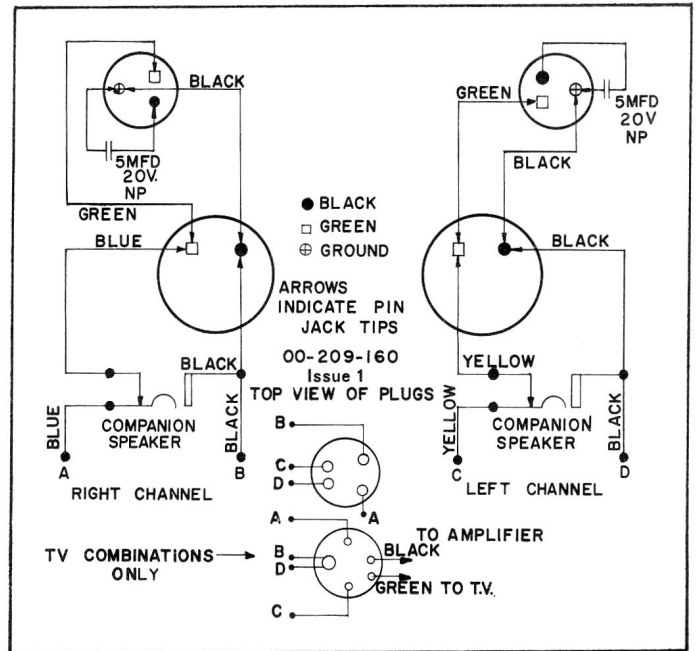 BLACK
5MFD
20V.
NP
GREEN
BLUE
BLACK
BLUE
BLACK
COMPANION
SPEAKER
A
B
RIGHT CHANNEL
GREEN
5MFD
20V
NP
BLACK
BLACK
YELLOW
YELLOW
BLACK
COMPANION
SPEAKER
C
D
LEFT CHANNEL
BLACK
GREEN
GROUND
ARROWS
INDICATE PIN
JACK TIPS
00-209-160
Issue 1
TOP VIEW OF PLUGS
B
C
D
A
A
TO AMPLIFIER
BLACK
TV COMBINATIONS
ONLY
B
D
GREEN TO T.V.
C